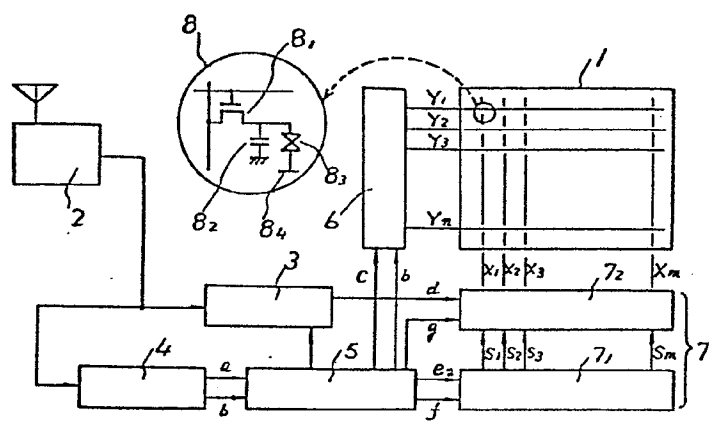 8
8₁
8₂
8₃
8₄
1
2
6
Y₁
Y₂
Y₃
Yn
X₁ X₂ X₃ Xm
c
b
3
d
g
7₂
7
4
a
b
5
e₂
f
S₁ S₂ S₃ Sm
7₁